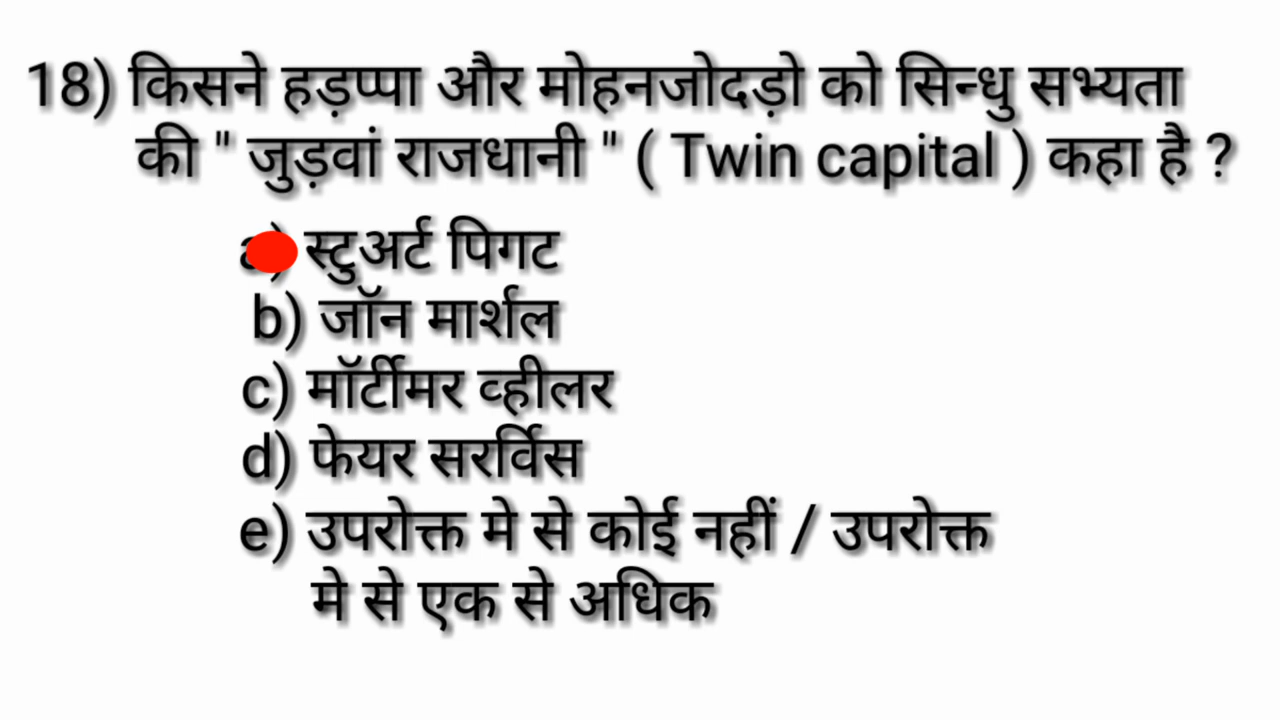 18) किसने हड़प्पा और मोहनजोदड़ो को सिन्धु सभ्यता
की " जुड़वां राजधानी " ( Twin capital ) कहा है ?
a) स्टुअर्ट पिगट
b) जॉन मार्शल
c) मॉर्टीमर व्हीलर
d) फेयर सरर्विस
e) उपरोक्त मे से कोई नहीं / उपरोक्त
मे से एक से अधिक